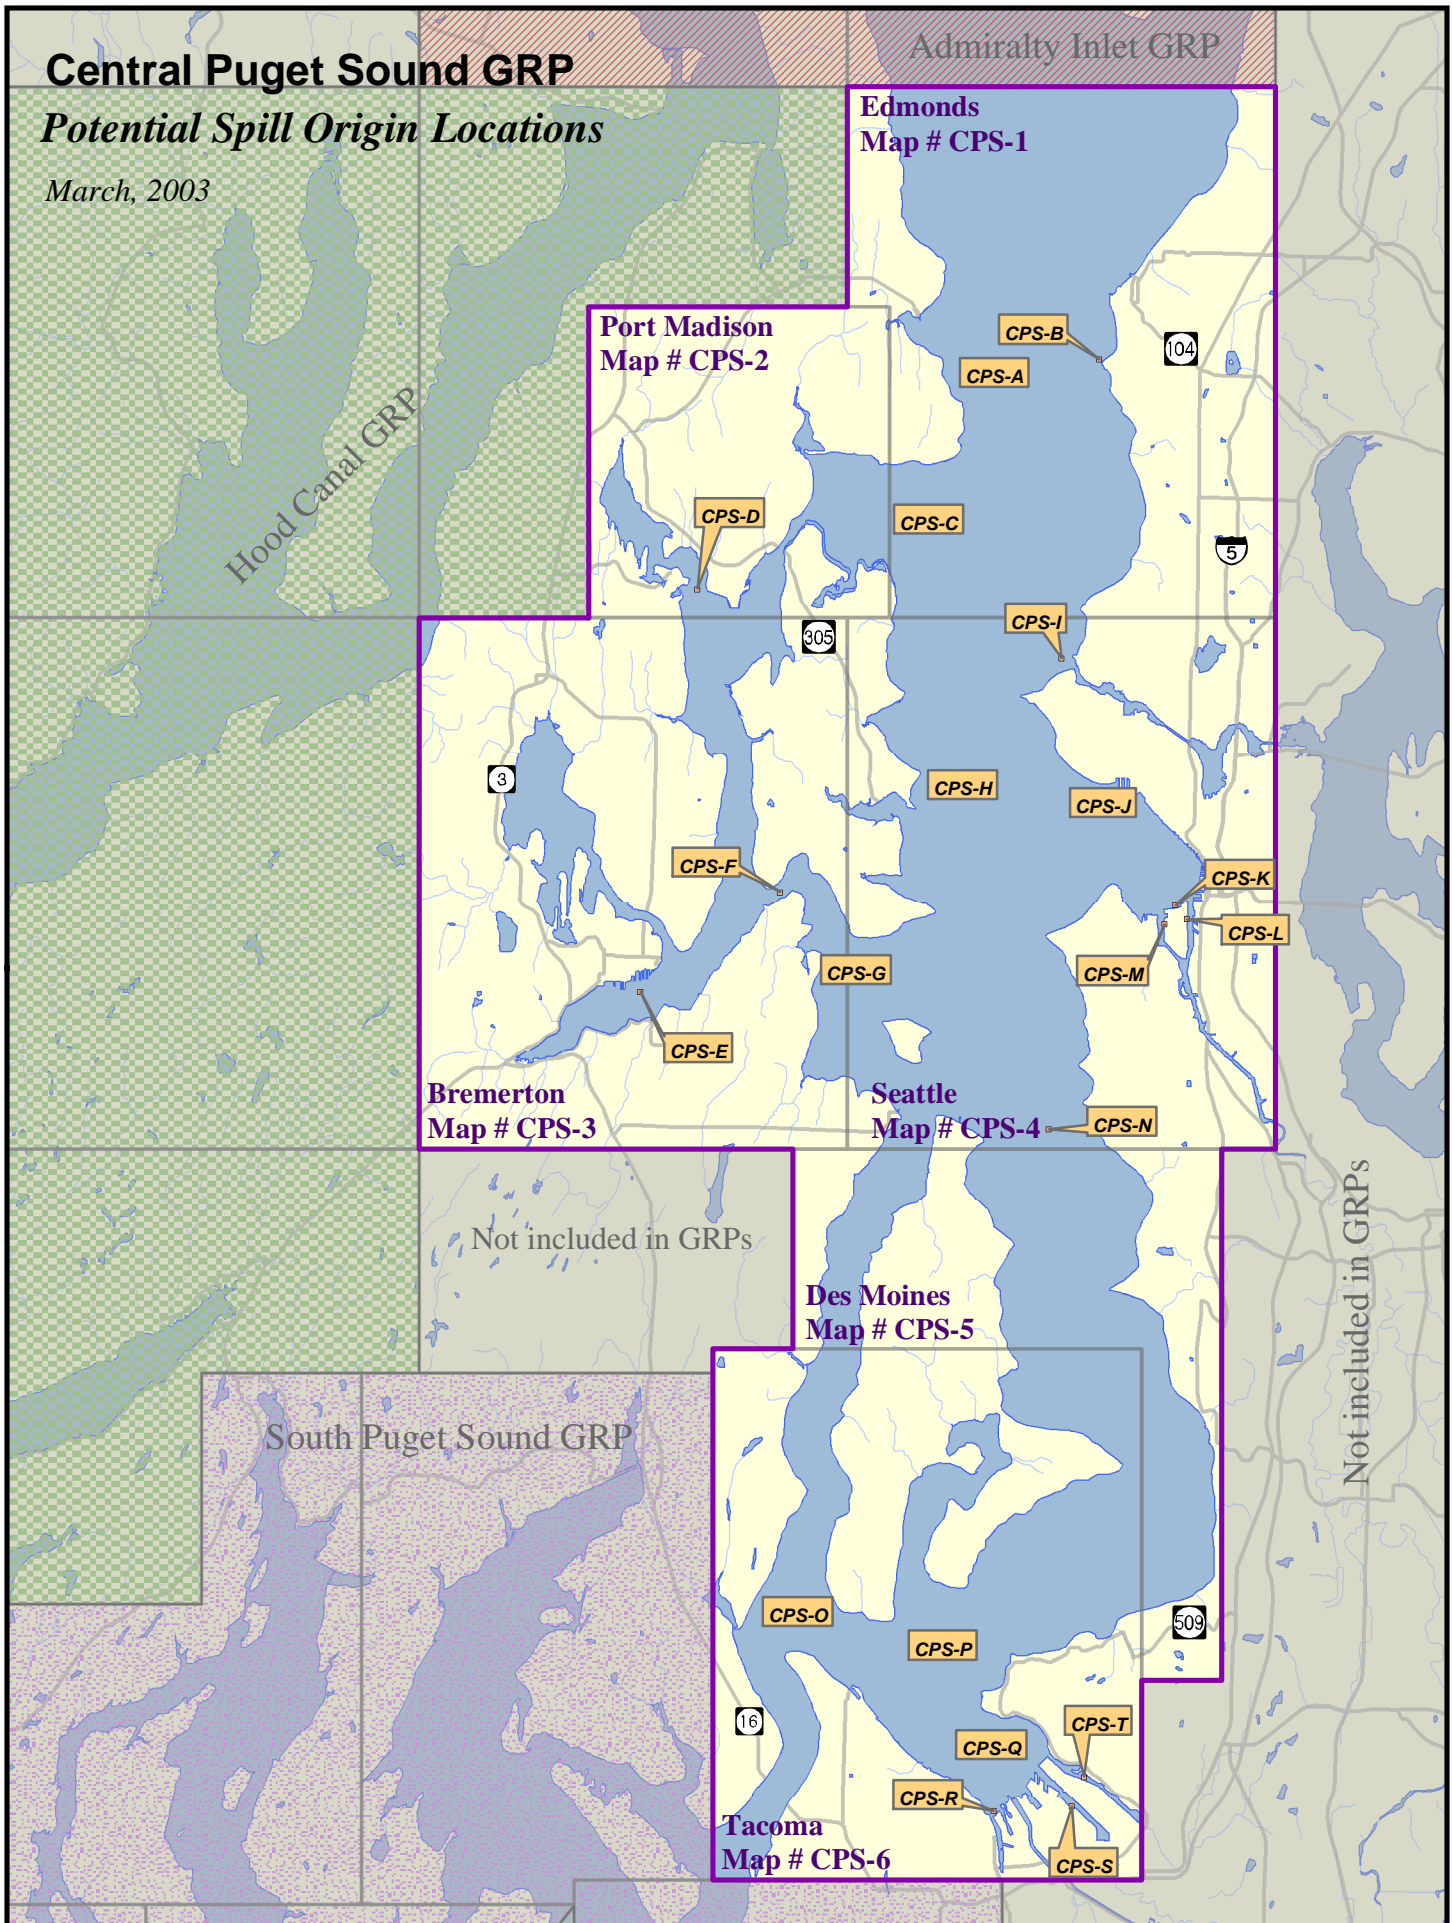 Central Puget Sound GRP
Potential Spill Origin Locations
March, 2003
Admiralty Inlet GRP
Edmonds
Map # CPS-1
Port Madison
Map # CPS-2
CPS-B
104
CPS-A
Hood Canal GRP
CPS-D
CPS-C
5
CPS-I
305
3
CPS-H
CPS-J
CPS-F
CPS-K
CPS-L
CPS-G
CPS-M
CPS-E
Bremerton
Map # CPS-3
Seattle
Map # CPS-4
CPS-N
Not included in GRPs
Not included in GRPs
Des Moines
Map # CPS-5
South Puget Sound GRP
CPS-O
CPS-P
509
16
CPS-T
CPS-Q
CPS-R
CPS-S
Tacoma
Map # CPS-6